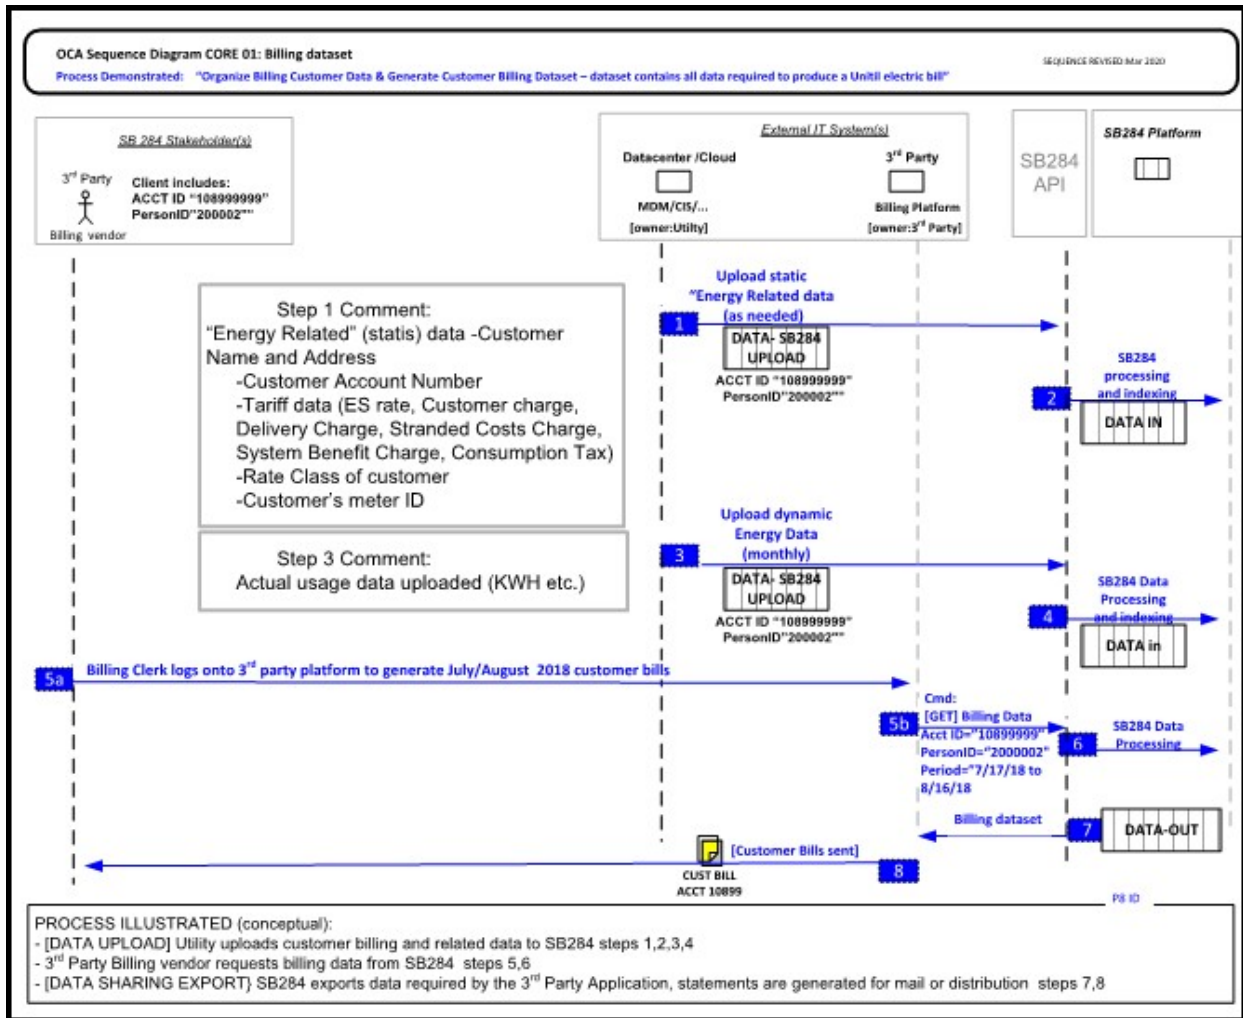 OCA Sequence Diagram CORE 01: Billing dataset
Process Demonstrated: "Organize Billing Customer Data & Generate Customer Billing Dataset – dataset contains all data required to produce a Unitil electric bill"
SEQUENCE REVISED Mar 2020
SB 284 Stakeholder(s)
3rd Party
Billing vendor
Client includes:
ACCT ID "108999999"
PersonID"200002""
External IT System(s)
Datacenter /Cloud
MDM/CIS/...
[owner:Utilty]
3rd Party
Billing Platform
[owner:3rd Party]
SB284
API
SB284 Platform
Step 1 Comment:
"Energy Related" (statis) data -Customer
Name and Address
-Customer Account Number
-Tariff data (ES rate, Customer charge,
Delivery Charge, Stranded Costs Charge,
System Benefit Charge, Consumption Tax)
-Rate Class of customer
-Customer's meter ID
Upload static
"Energy Related data
(as needed)
1
DATA- SB284
UPLOAD
ACCT ID "108999999"
PersonID"200002""
SB284
processing
and indexing
2
DATA IN
Step 3 Comment:
Actual usage data uploaded (KWH etc.)
Upload dynamic
Energy Data
(monthly)
3
DATA- SB284
UPLOAD
ACCT ID "108999999"
PersonID"200002""
SB284 Data
Processing
and indexing
4
DATA in
5a
Billing Clerk logs onto 3rd party platform to generate July/August 2018 customer bills
5b
Cmd:
[GET] Billing Data
Acct ID="10899999"
PersonID="2000002"
Period="7/17/18 to
8/16/18
6
SB284 Data
Processing
Billing dataset
7
DATA-OUT
[Customer Bills sent]
8
CUST BILL
ACCT 10899
P8 ID
PROCESS ILLUSTRATED (conceptual):
- [DATA UPLOAD] Utility uploads customer billing and related data to SB284 steps 1,2,3,4
- 3rd Party Billing vendor requests billing data from SB284 steps 5,6
- [DATA SHARING EXPORT} SB284 exports data required by the 3rd Party Application, statements are generated for mail or distribution steps 7,8